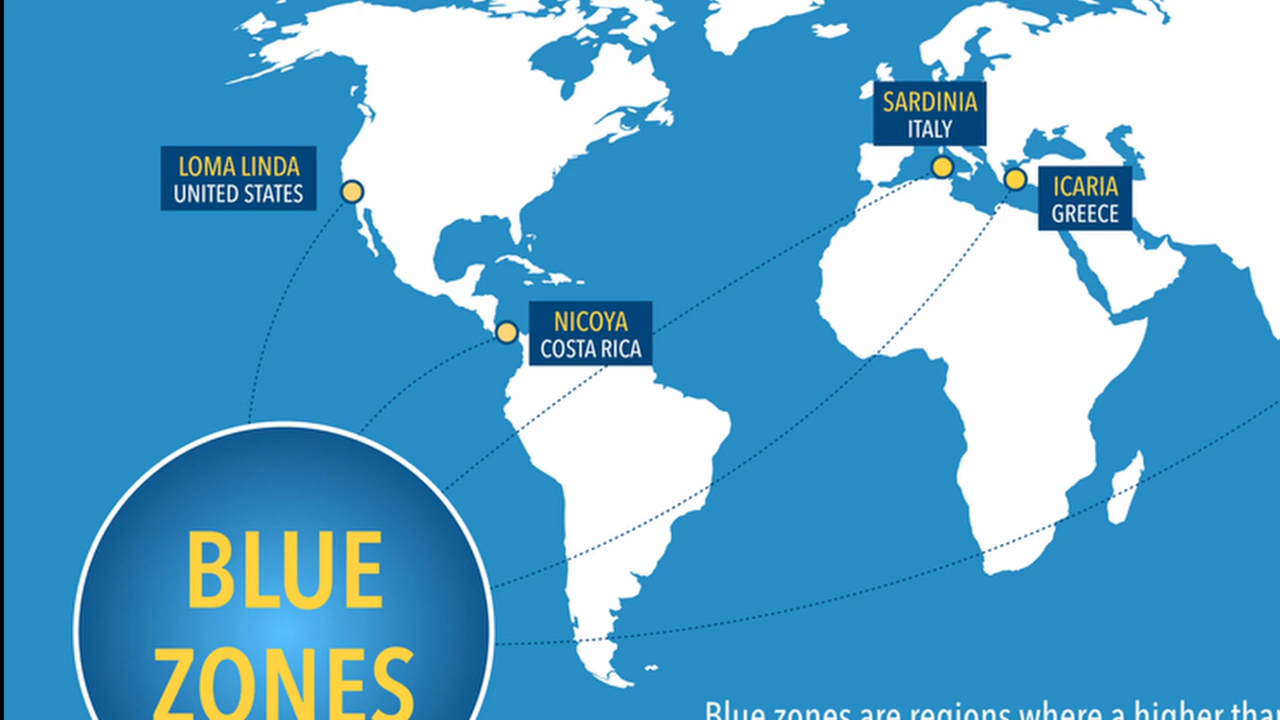 SARDINIA
ITALY
LOMA LINDA
UNITED STATES
ICARIA
GREECE
NICOYA
COSTA RICA
BLUE
ZONES
Blue zones are regions where a higher than